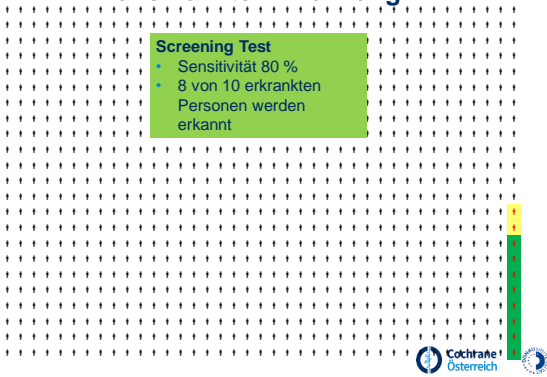 Screening Test
• Sensitivität 80 %
• 8 von 10 erkrankten
Personen werden
erkannt
Cochrane
Österreich